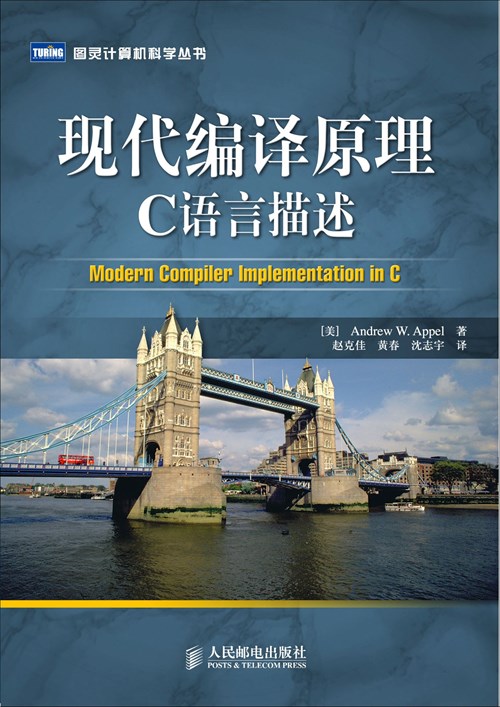 TURING 图灵计算机科学丛书
现代编译原理
C语言描述
Modern Compiler Implementation in C
[美] Andrew W. Appel 著
赵克佳 黄春 沈志宇 译
人民邮电出版社
POSTS & TELECOM PRESS